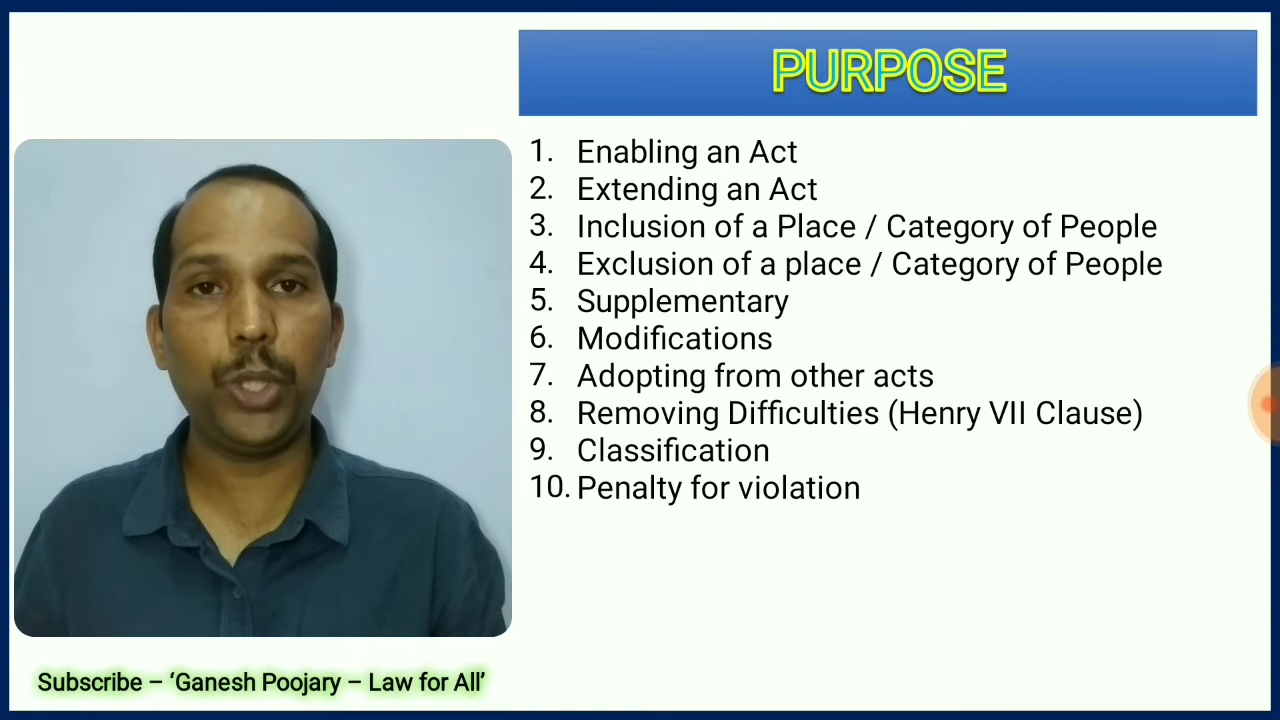 PURPOSE
1. Enabling an Act
2. Extending an Act
3. Inclusion of a Place / Category of People
4. Exclusion of a place / Category of People
5. Supplementary
6. Modifications
7. Adopting from other acts
8. Removing Difficulties (Henry VII Clause)
9. Classification
10. Penalty for violation
Subscribe – ‘Ganesh Poojary – Law for All’